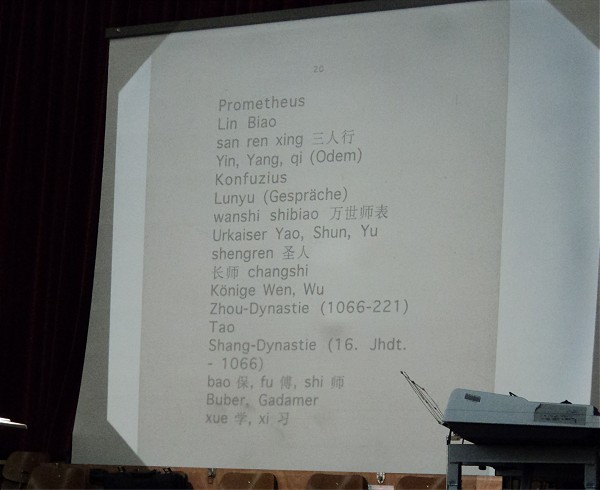 20
Prometheus
Lin Biao
san ren xing 三人行
Yin, Yang, qi (Odem)
Konfuzius
Lunyu (Gespräche)
wanshi shibiao 万世师表
Urkaiser Yao, Shun, Yu
shengren 圣人
长师 changshi
Könige Wen, Wu
Zhou-Dynastie (1066-221)
Tao
Shang-Dynastie (16. Jhdt.
- 1066)
bao 保, fu 傅, shi 师
Buber, Gadamer
xue 学, xi 习